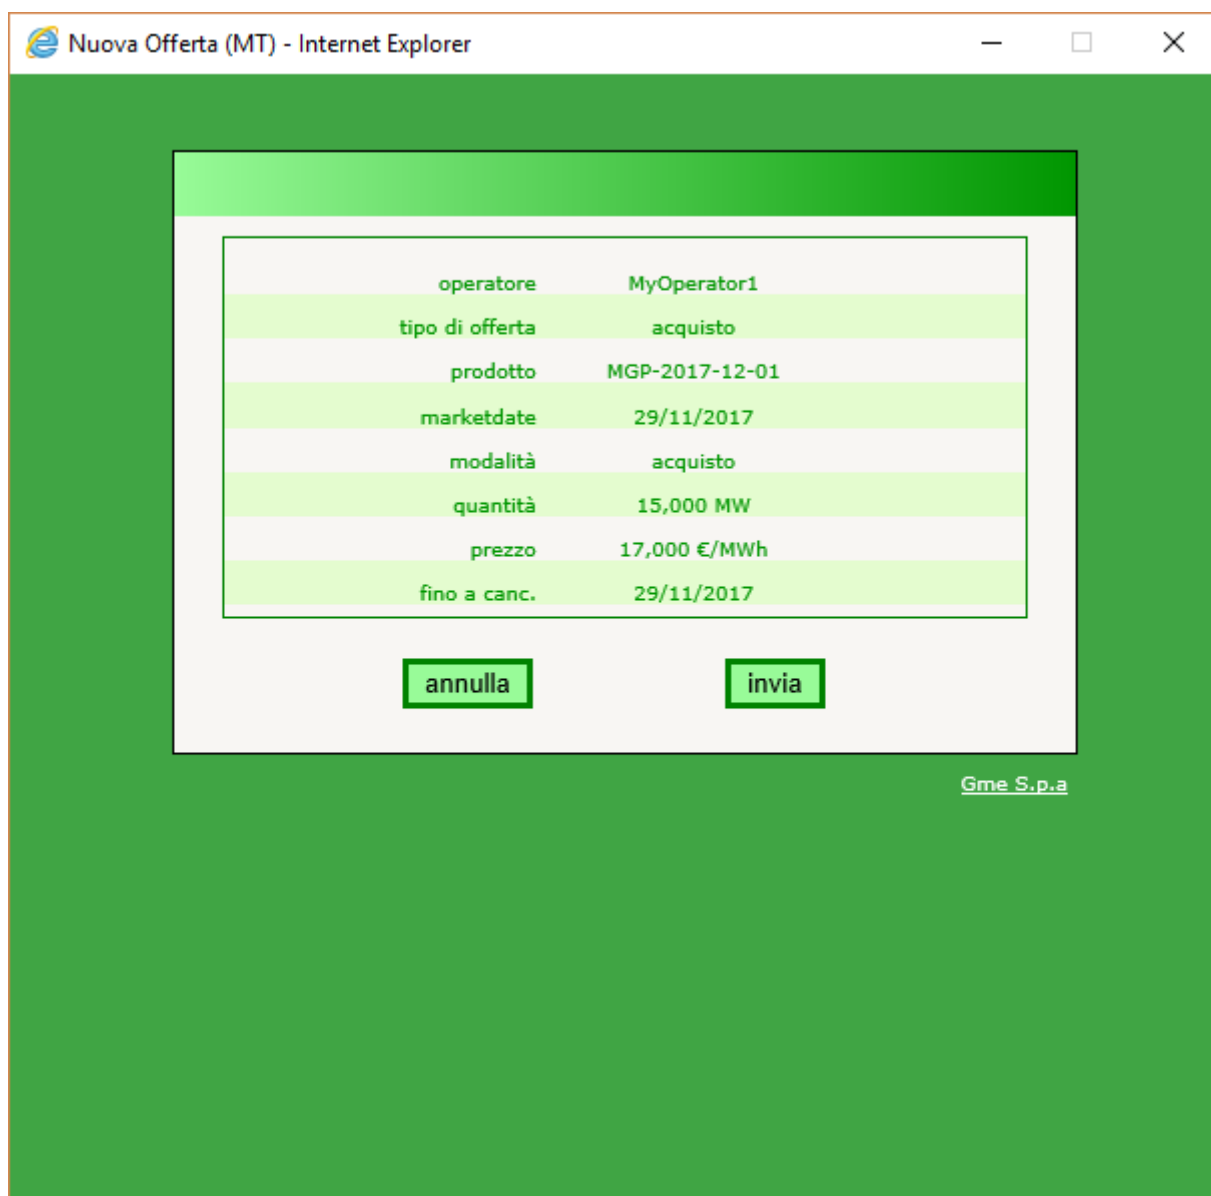 Nuova Offerta (MT) - Internet Explorer
operatore MyOperator1
tipo di offerta acquisto
prodotto MGP-2017-12-01
marketdate 29/11/2017
modalità acquisto
quantità 15,000 MW
prezzo 17,000 €/MWh
fino a canc. 29/11/2017
annulla invia
Gme S.p.a